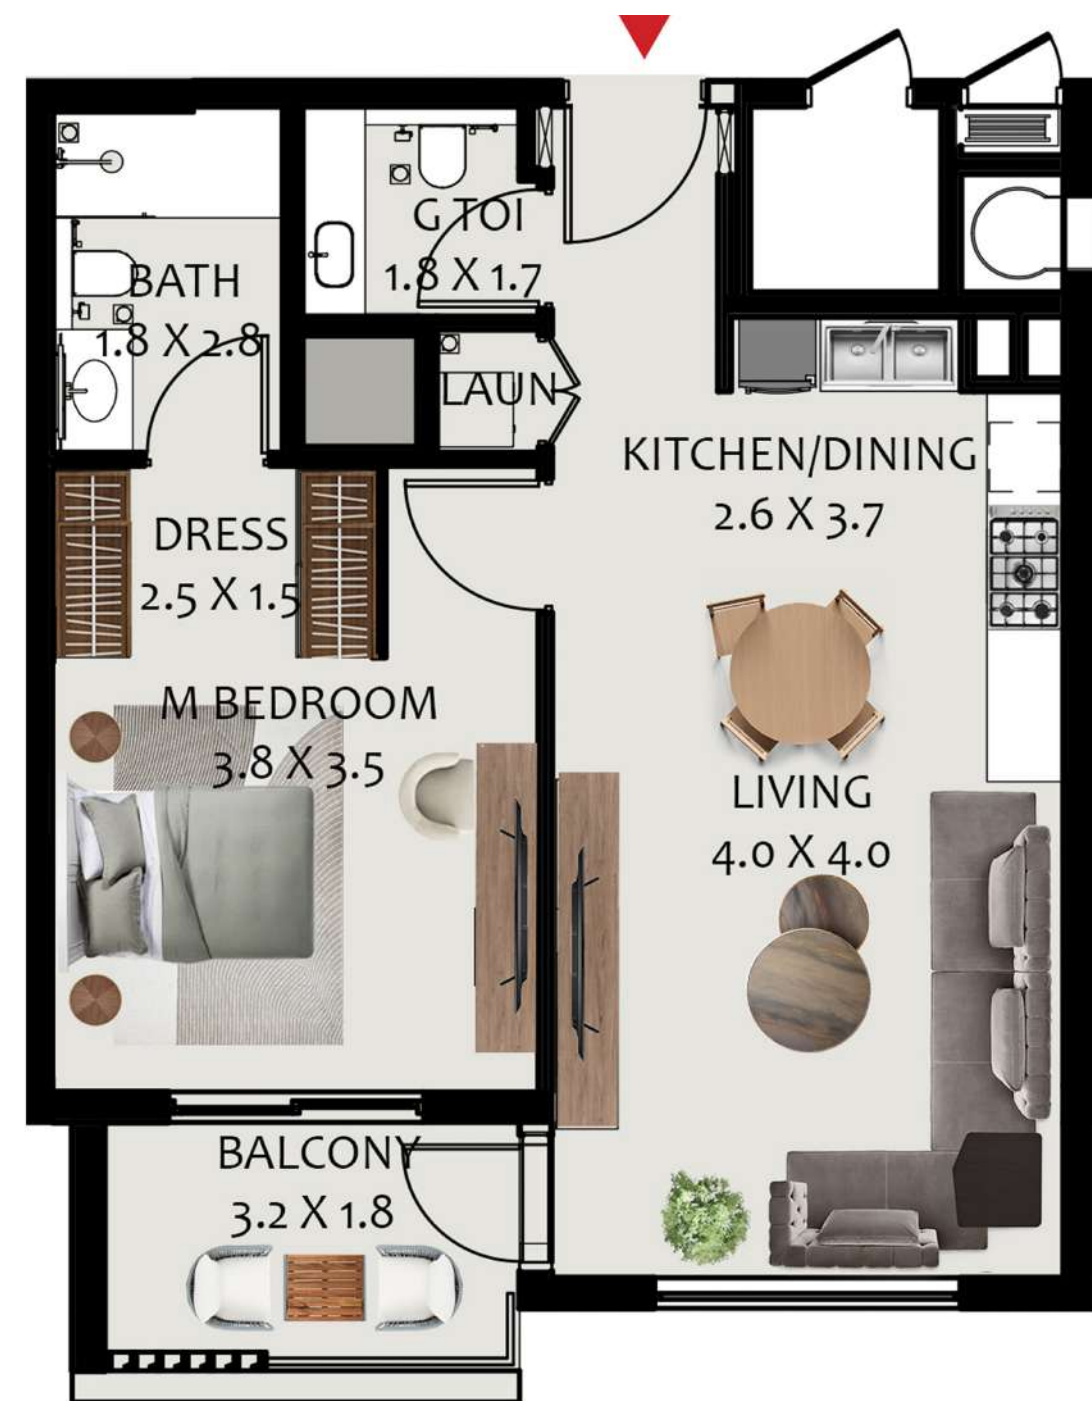 G TOI
1.8 X 1.7
BATH
1.8 X 2.8
LAUN
KITCHEN/DINING
2.6 X 3.7
DRESS
2.5 X 1.5
M BEDROOM
3.8 X 3.5
LIVING
4.0 X 4.0
BALCONY
3.2 X 1.8